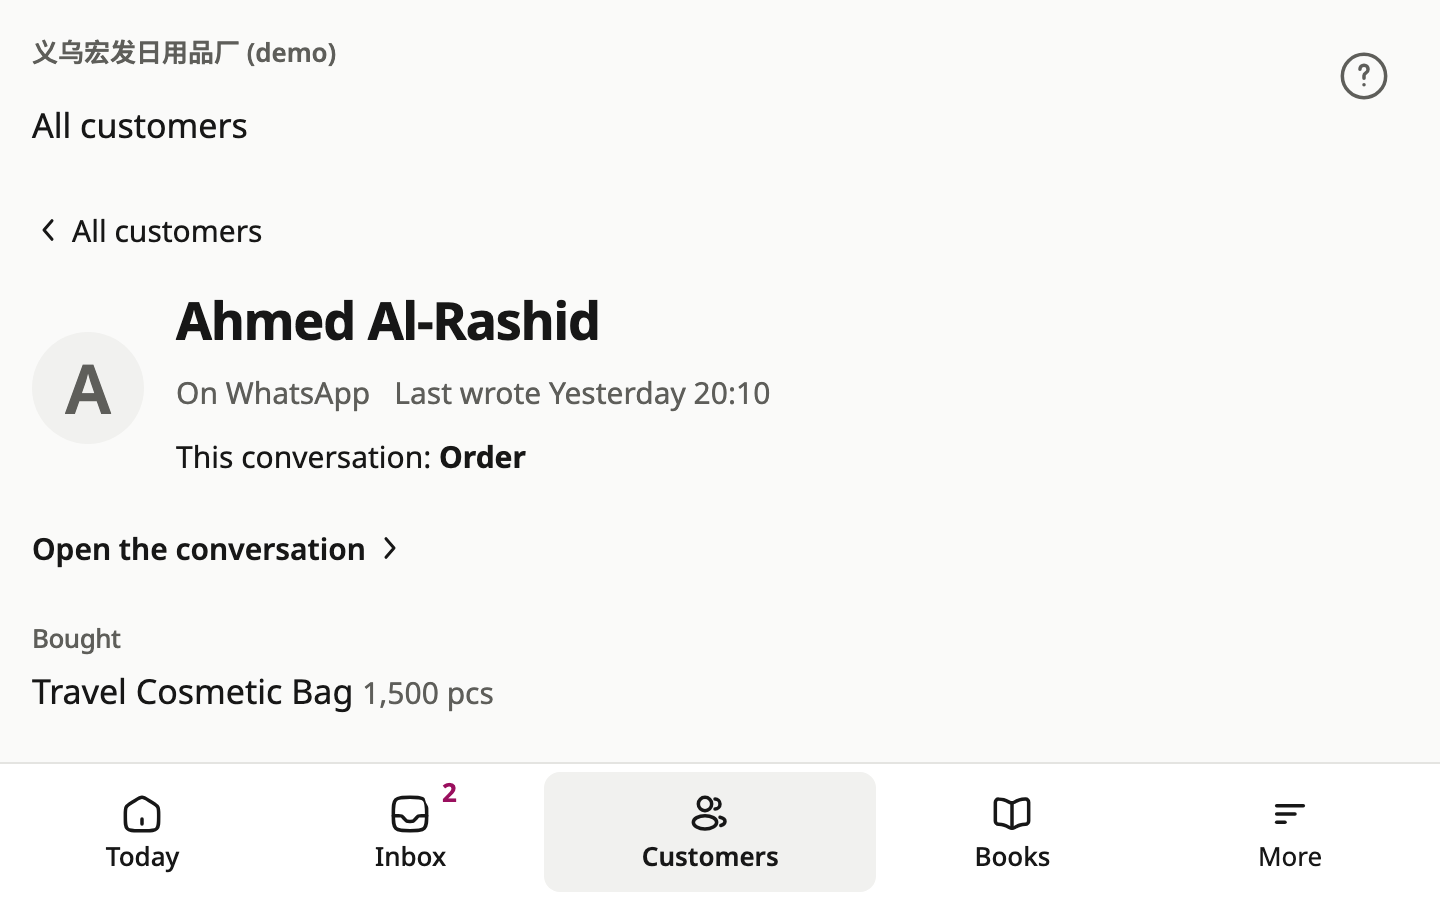 义乌宏发日用品厂 (demo)
?
All customers
All customers
A
Ahmed Al-Rashid
On WhatsApp Last wrote Yesterday 20:10
This conversation: Order
Open the conversation
Bought
Travel Cosmetic Bag 1,500 pcs
2
Today
Inbox
Customers
Books
More